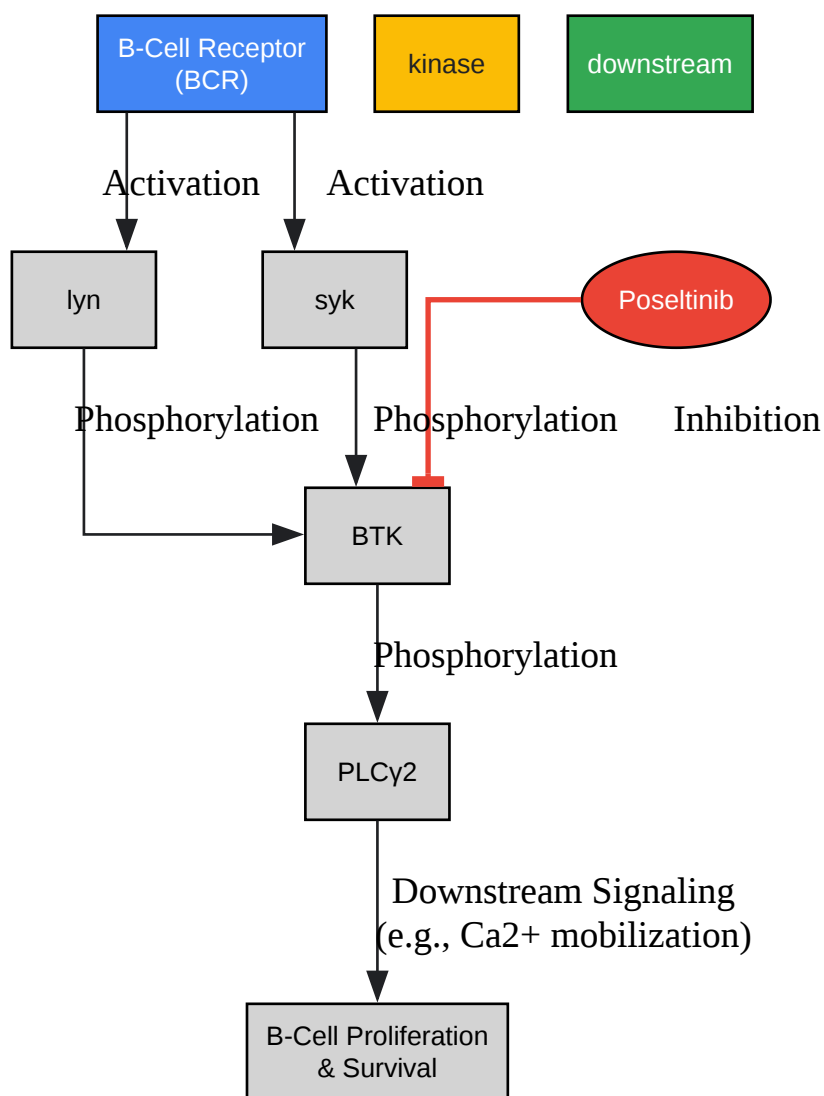 B-Cell Receptor
(BCR)
kinase
downstream
Activation
Activation
lyn
syk
Poseltinib
Phosphorylation
Phosphorylation
Inhibition
BTK
Phosphorylation
PLCγ2
Downstream Signaling
(e.g., Ca2+ mobilization)
B-Cell Proliferation
& Survival